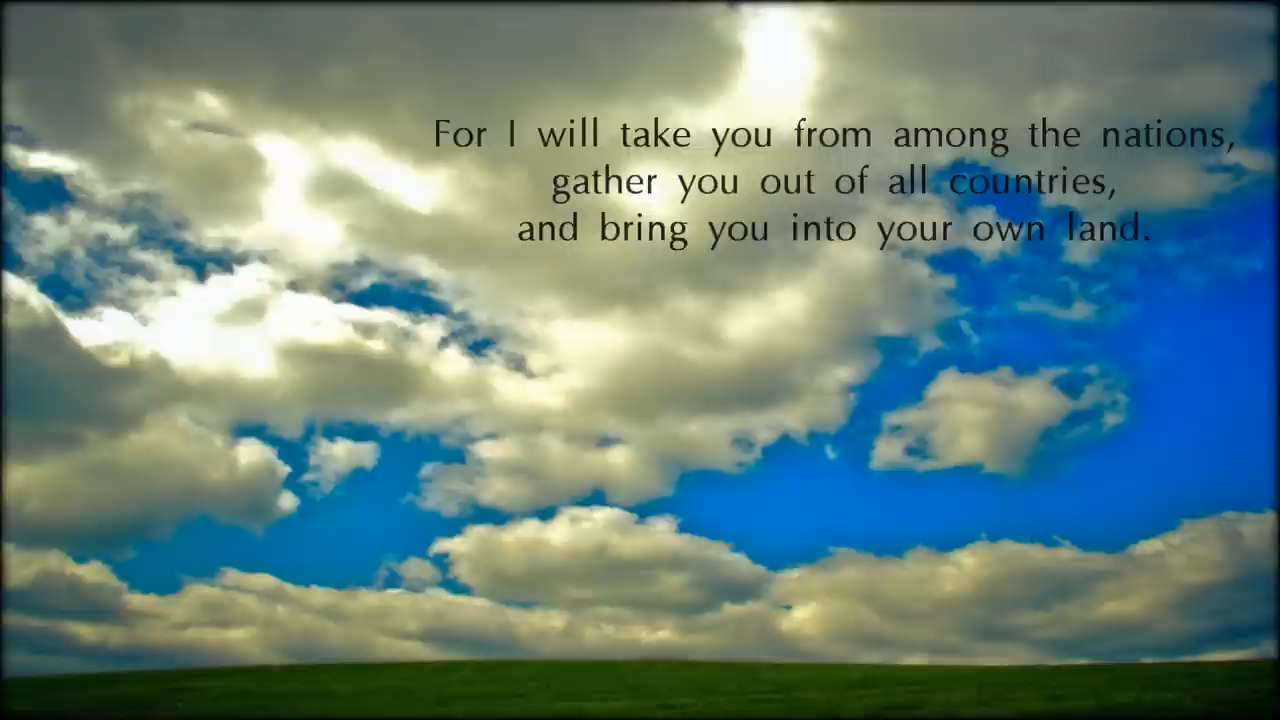 For I will take you from among the nations,
gather you out of all countries,
and bring you into your own land.